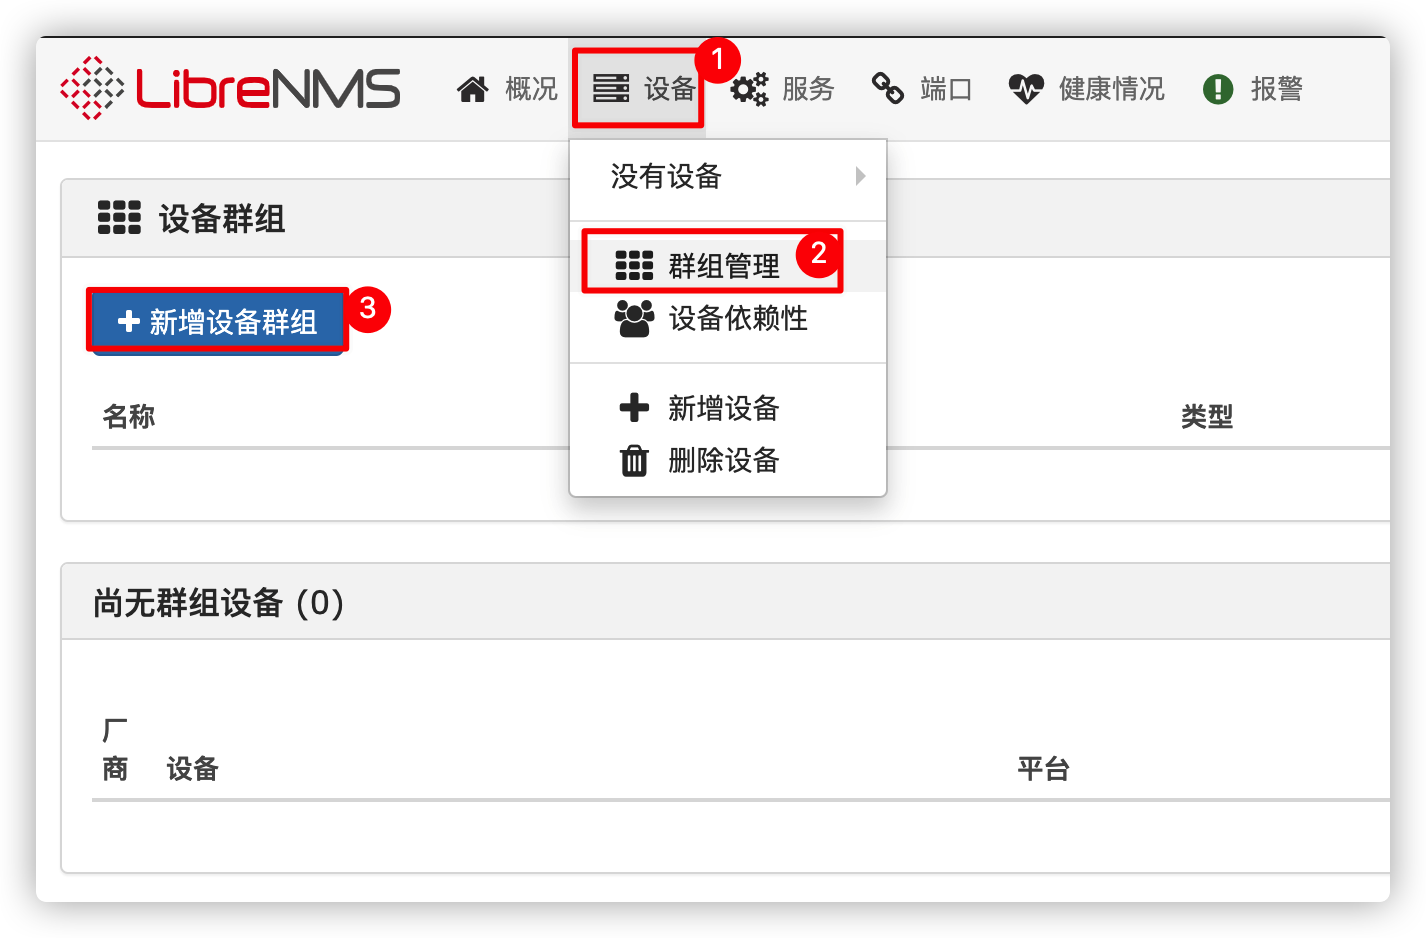 LibreNMS 概况 设备 1 服务 端口 健康情况 报警
没有设备
设备群组
群组管理 2
新增设备群组 3
设备依赖性
新增设备
名称 类型
删除设备
尚无群组设备 (0)
厂
商 设备 平台